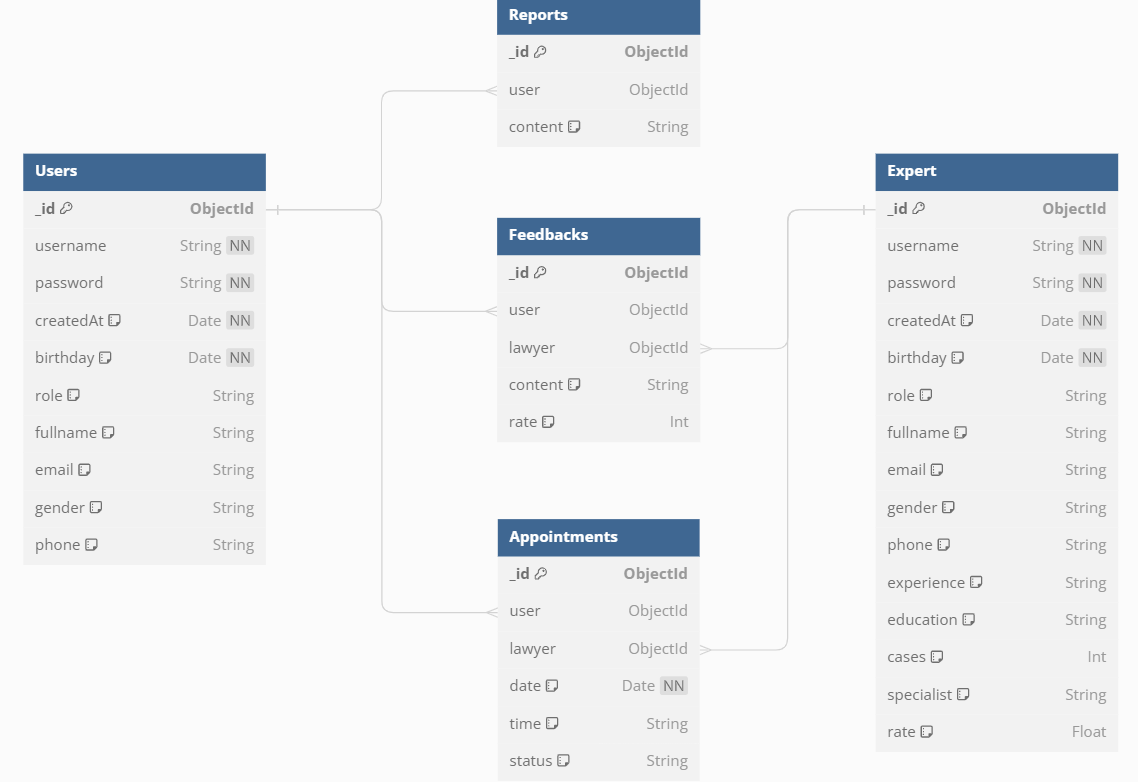 Reports
_id ObjectId
user ObjectId
content String
Users
_id ObjectId
username String NN
password String NN
createdAt Date NN
birthday Date NN
role String
fullname String
email String
gender String
phone String
Feedbacks
_id ObjectId
user ObjectId
lawyer ObjectId
content String
rate Int
Appointments
_id ObjectId
user ObjectId
lawyer ObjectId
date Date NN
time String
status String
Expert
_id ObjectId
username String NN
password String NN
createdAt Date NN
birthday Date NN
role String
fullname String
email String
gender String
phone String
experience String
education String
cases Int
specialist String
rate Float